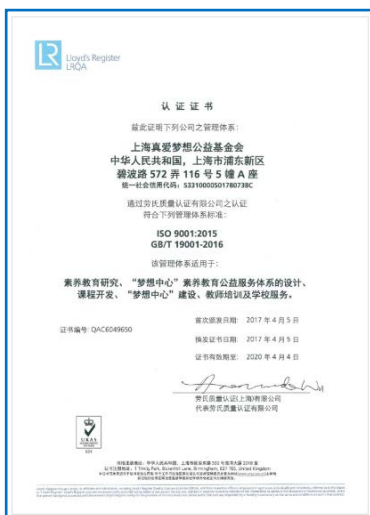 LR
Lloyd's Register
LRQA
认证证书
兹此证明下列公司之管理体系：
上海真爱梦想公益基金会
中华人民共和国，上海市浦东新区
碧波路 572 弄 116 号 5 幢 A 座
统一社会信用代码：53310000501780738C
通过劳氏质量认证有限公司之认证
符合下列管理体系标准：
ISO 9001:2015
GB/T 19001-2016
该管理体系适用于：
素养教育研究、“梦想中心”素养教育公益服务体系的设计、
课程开发、“梦想中心”建设、教师培训及学校服务。
首次颁发日期: 2017 年 4 月 5 日
证书编号: QAC6049650
换发证书日期: 2017 年 4 月 5 日
证书有效期至: 2020 年 4 月 4 日
劳氏质量认证(上海)有限公司
代表劳氏质量认证有限公司
UKAS
001